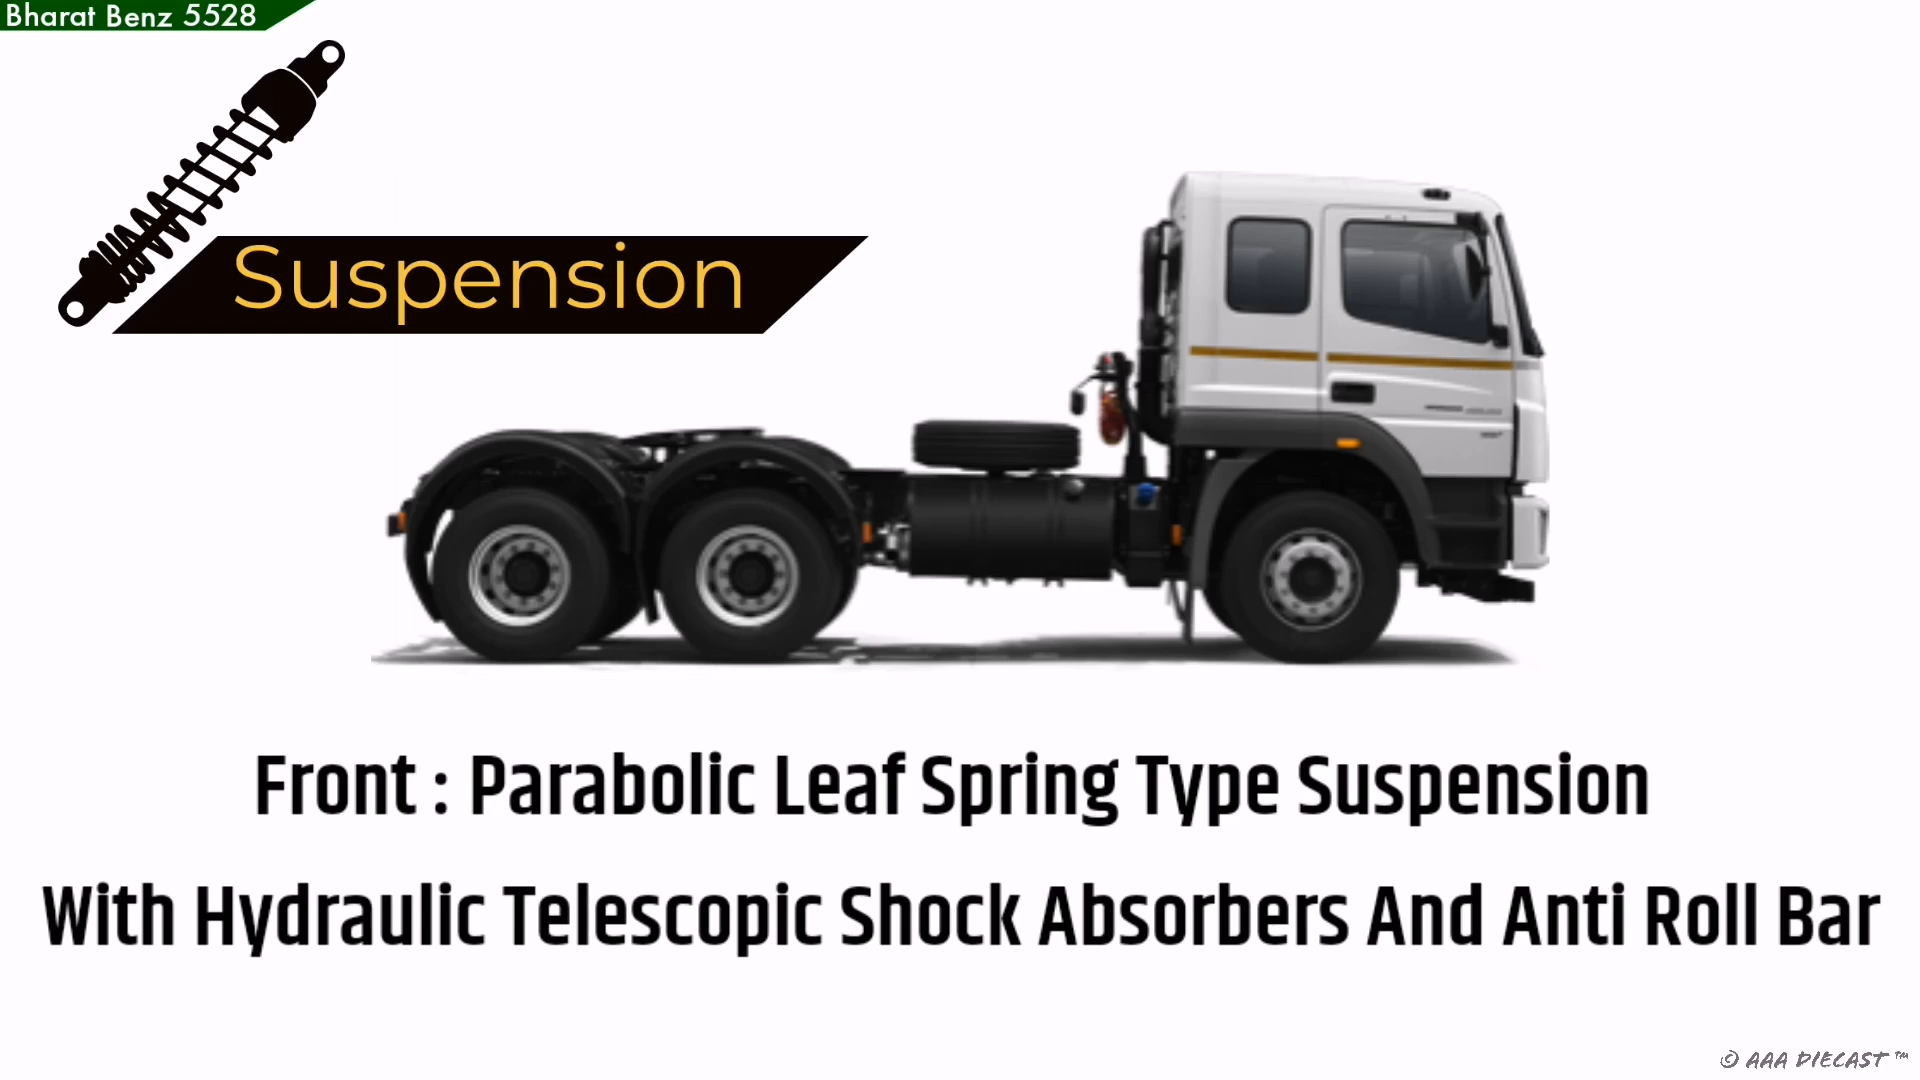 Bharat Benz 5528
Suspension
Front : Parabolic Leaf Spring Type Suspension
With Hydraulic Telescopic Shock Absorbers And Anti Roll Bar
© AAA DIECAST ™